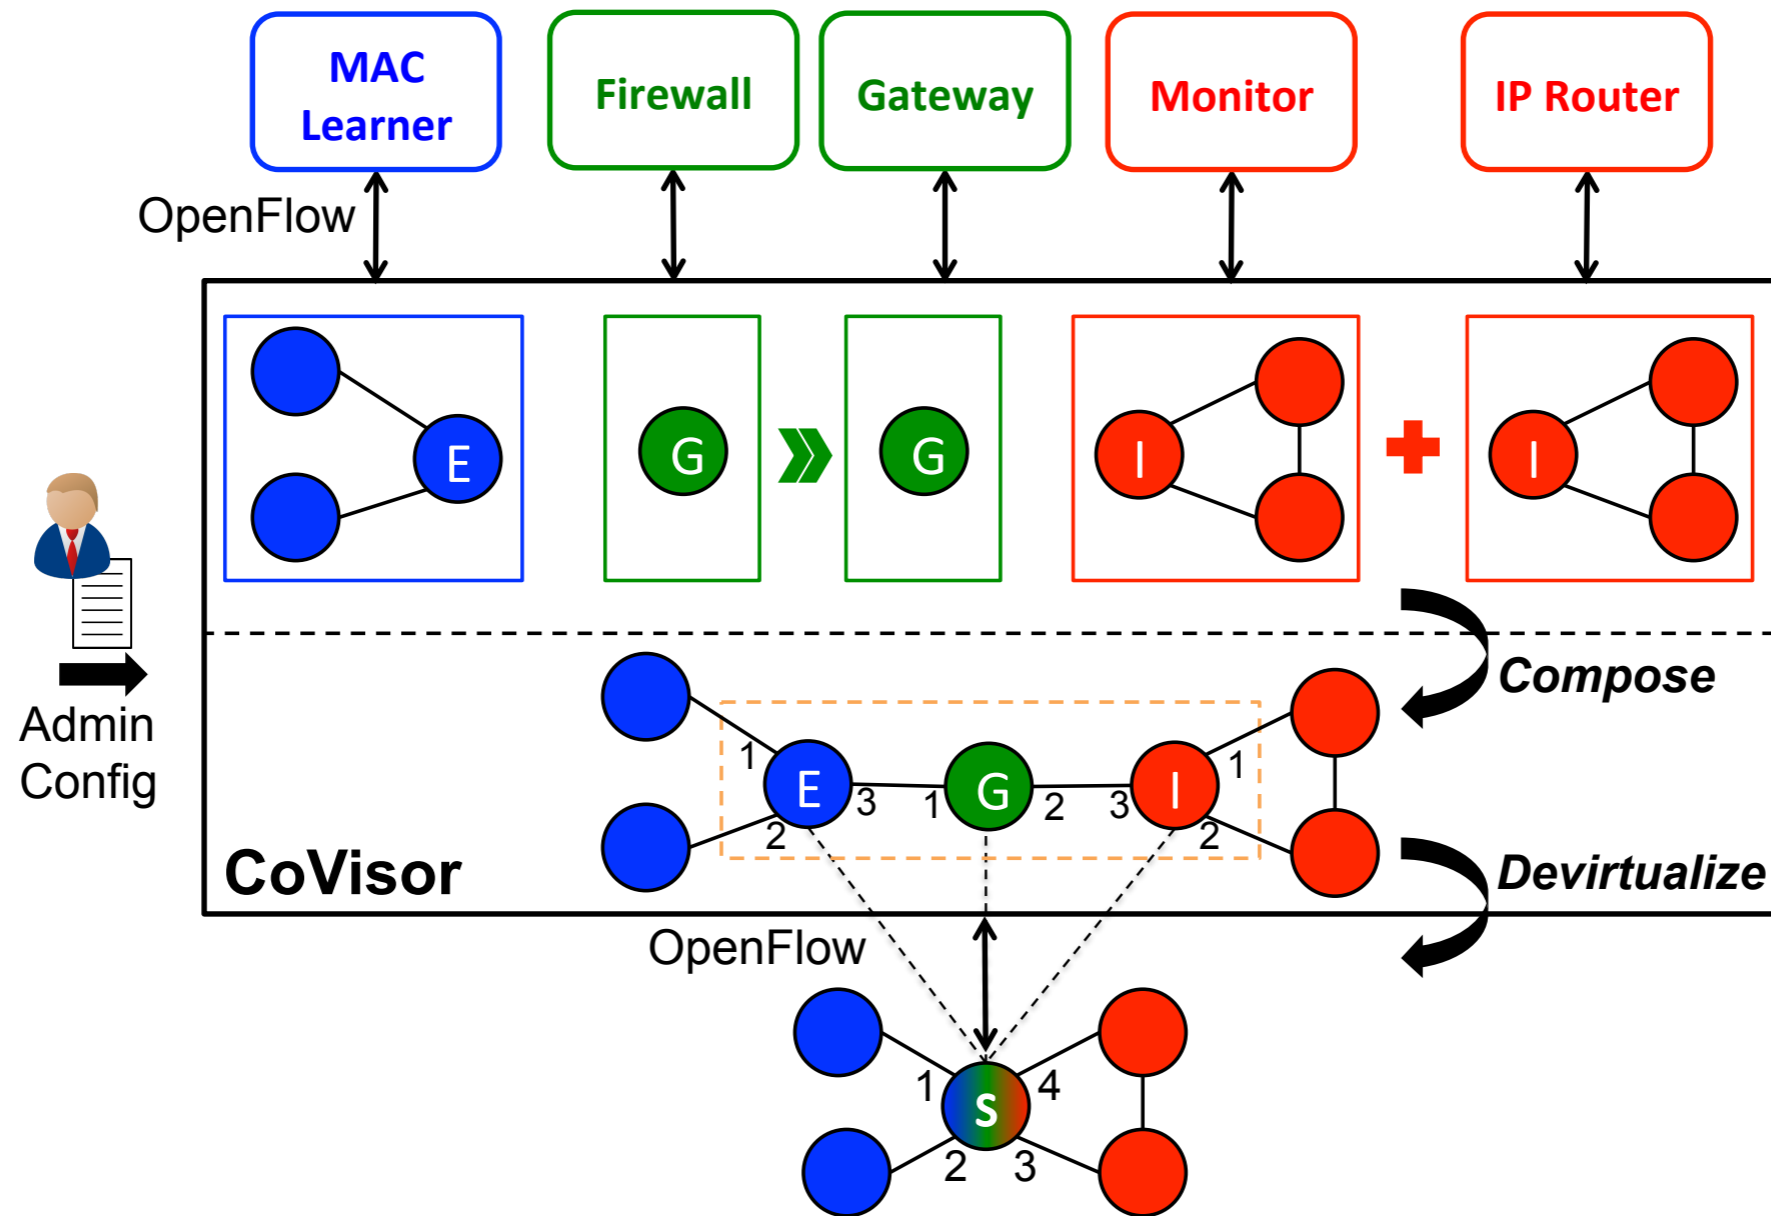 MAC
Learner
Firewall
Gateway
Monitor
IP Router
OpenFlow
E
G
G
I
I
Admin
Config
Compose
1
E
3
2
1
G
2
3
I
1
2
CoVisor
Devirtualize
OpenFlow
1
S
4
2
3